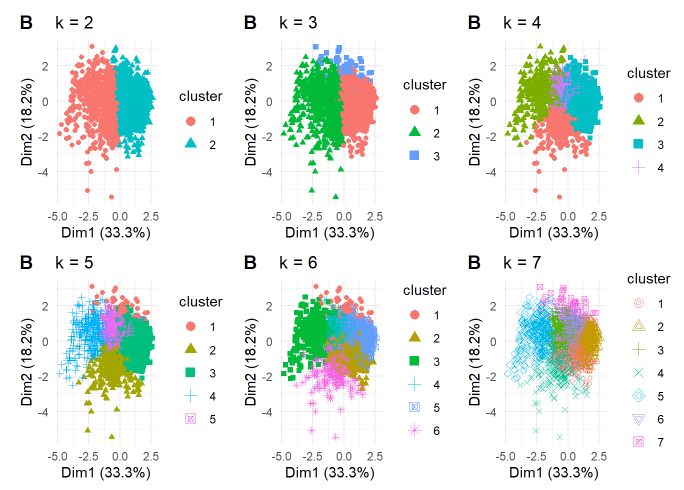 B k = 2
Dim2 (18.2%)
2
0
-2
-4
-5.0 -2.5 0.0 2.5
Dim1 (33.3%)
cluster
1
2
B k = 3
Dim2 (18.2%)
2
0
-2
-4
-5.0 -2.5 0.0 2.5
Dim1 (33.3%)
cluster
1
2
3
B k = 4
Dim2 (18.2%)
2
0
-2
-4
-5.0 -2.5 0.0 2.5
Dim1 (33.3%)
cluster
1
2
3
4
B k = 5
Dim2 (18.2%)
2
0
-2
-4
-5.0 -2.5 0.0 2.5
Dim1 (33.3%)
cluster
1
2
3
4
5
B k = 6
Dim2 (18.2%)
2
0
-2
-4
-5.0 -2.5 0.0 2.5
Dim1 (33.3%)
cluster
1
2
3
4
5
6
B k = 7
Dim2 (18.2%)
2
0
-2
-4
-5.0 -2.5 0.0 2.5
Dim1 (33.3%)
cluster
1
2
3
4
5
6
7